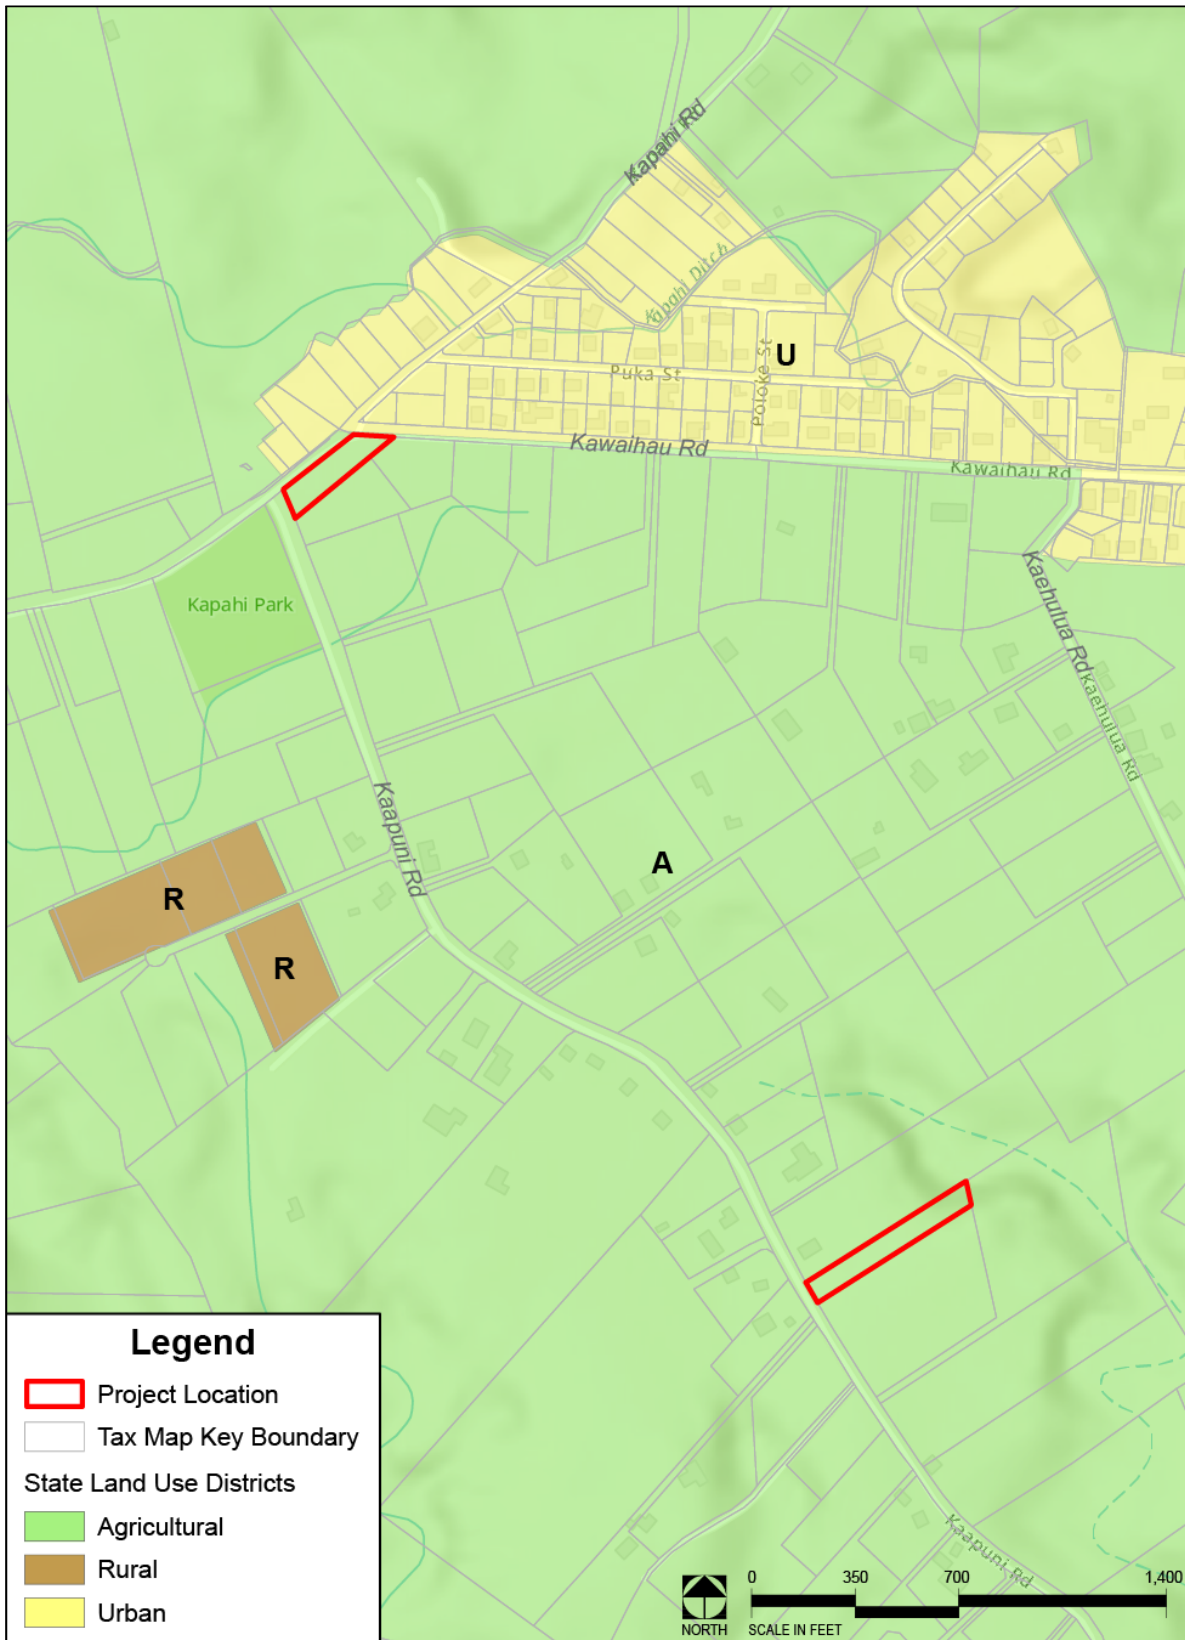 Kapahi Rd
Kapahi Ditch
U
Puka St
Poloke St
Kawaihau Rd
Kawaihau Rd
Kapahi Park
Kaehulua Rd
Kaehulua Rd
Kaapuni Rd
A
R
R
Kaapuni Rd
Legend
Project Location
Tax Map Key Boundary
State Land Use Districts
Agricultural
Rural
Urban
0 350 700 1,400
NORTH SCALE IN FEET